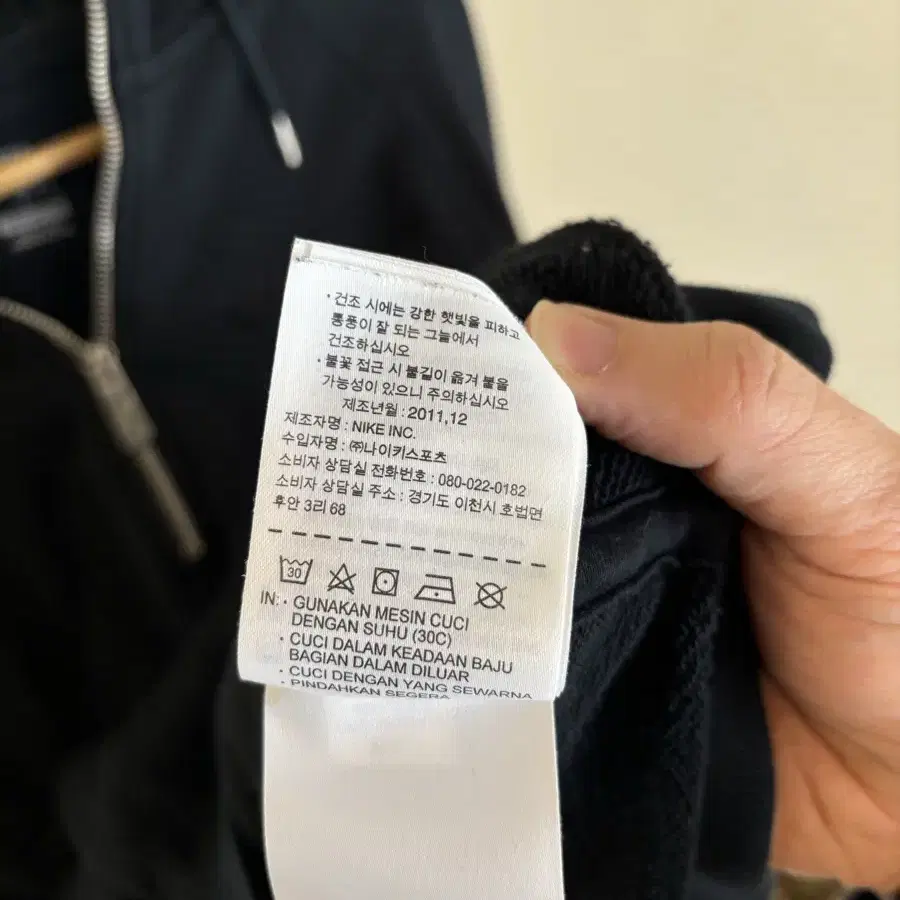 • 건조 시에는 강한 햇빛을 피하고
통풍이 잘 되는 그늘에서
건조하십시오
• 불꽃 접근 시 불길이 옮겨 붙을
가능성이 있으니 주의하십시오
제조년월 : 2011,12
제조자명 : NIKE INC.
수입자명 : ㈜나이키스포츠
소비자 상담실 전화번호 : 080-022-0182
소비자 상담실 주소 : 경기도 이천시 호법면
후안 3리 68
30
IN: • GUNAKAN MESIN CUCI
DENGAN SUHU (30C)
• CUCI DALAM KEADAAN BAJU
BAGIAN DALAM DILUAR
• CUCI DENGAN YANG SEWARNA
• PINDAHKAN SEGERA